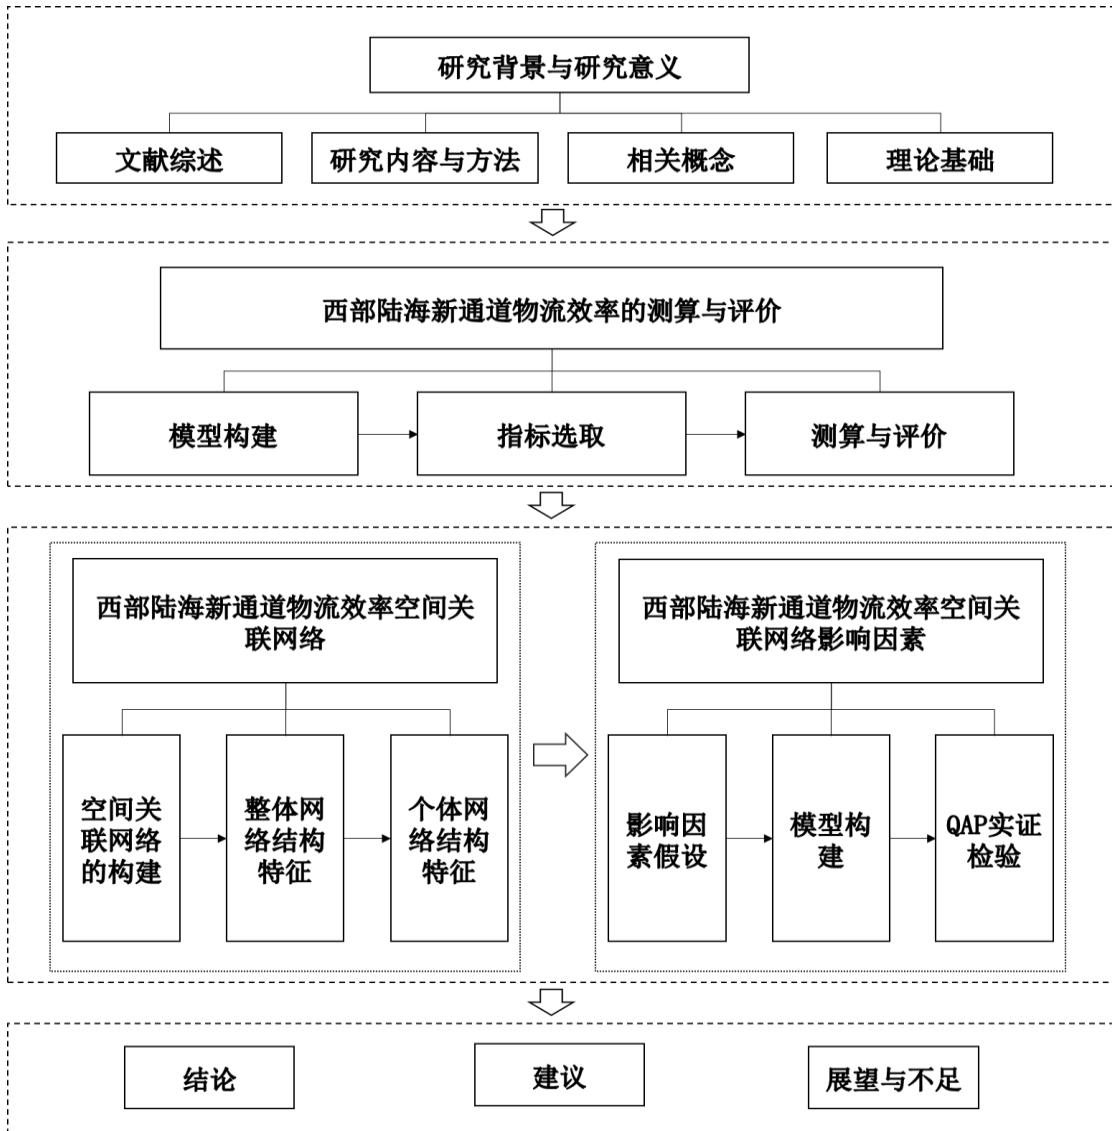 研究背景与研究意义
文献综述
研究内容与方法
相关概念
理论基础
西部陆海新通道物流效率的测算与评价
模型构建
指标选取
测算与评价
西部陆海新通道物流效率空间关
联网络
空间关
联网络
的构建
整体网
络结构
特征
个体网
络结构
特征
西部陆海新通道物流效率空间关
联网络影响因素
影响因
素假设
模型构
建
QAP实证
检验
结论
建议
展望与不足